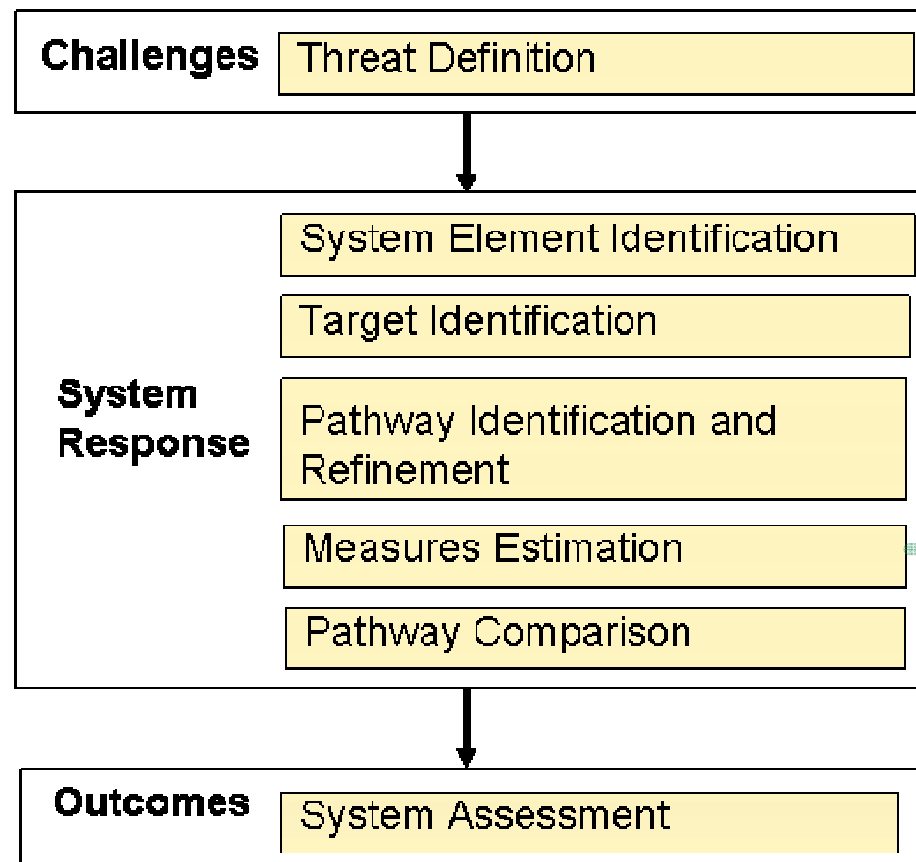 Challenges
Threat Definition
System Element Identification
Target Identification
System
Response
Pathway Identification and
Refinement
Measures Estimation
Pathway Comparison
Outcomes
System Assessment